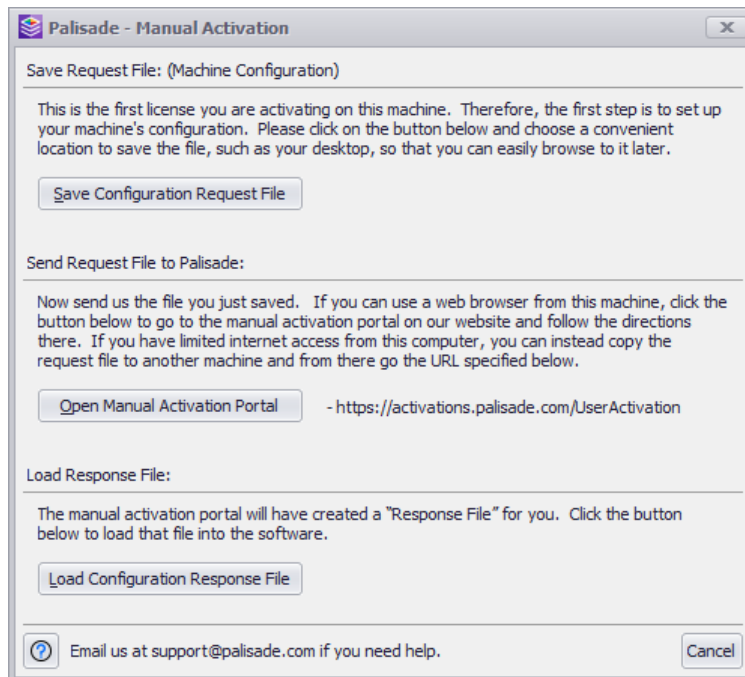 Palisade - Manual Activation
Save Request File: (Machine Configuration)
This is the first license you are activating on this machine.  Therefore, the first step is to set up
your machine's configuration.  Please click on the button below and choose a convenient
location to save the file, such as your desktop, so that you can easily browse to it later.
Save Configuration Request File
Send Request File to Palisade:
Now send us the file you just saved.   If you can use a web browser from this machine, click the
button below to go to the manual activation portal on our website and follow the directions
there.  If you have limited internet access from this computer, you can instead copy the
request file to another machine and from there go the URL specified below.
Open Manual Activation Portal - https://activations.palisade.com/UserActivation
Load Response File:
The manual activation portal will have created a "Response File" for you.  Click the button
below to load that file into the software.
Load Configuration Response File
? Email us at support@palisade.com if you need help. Cancel